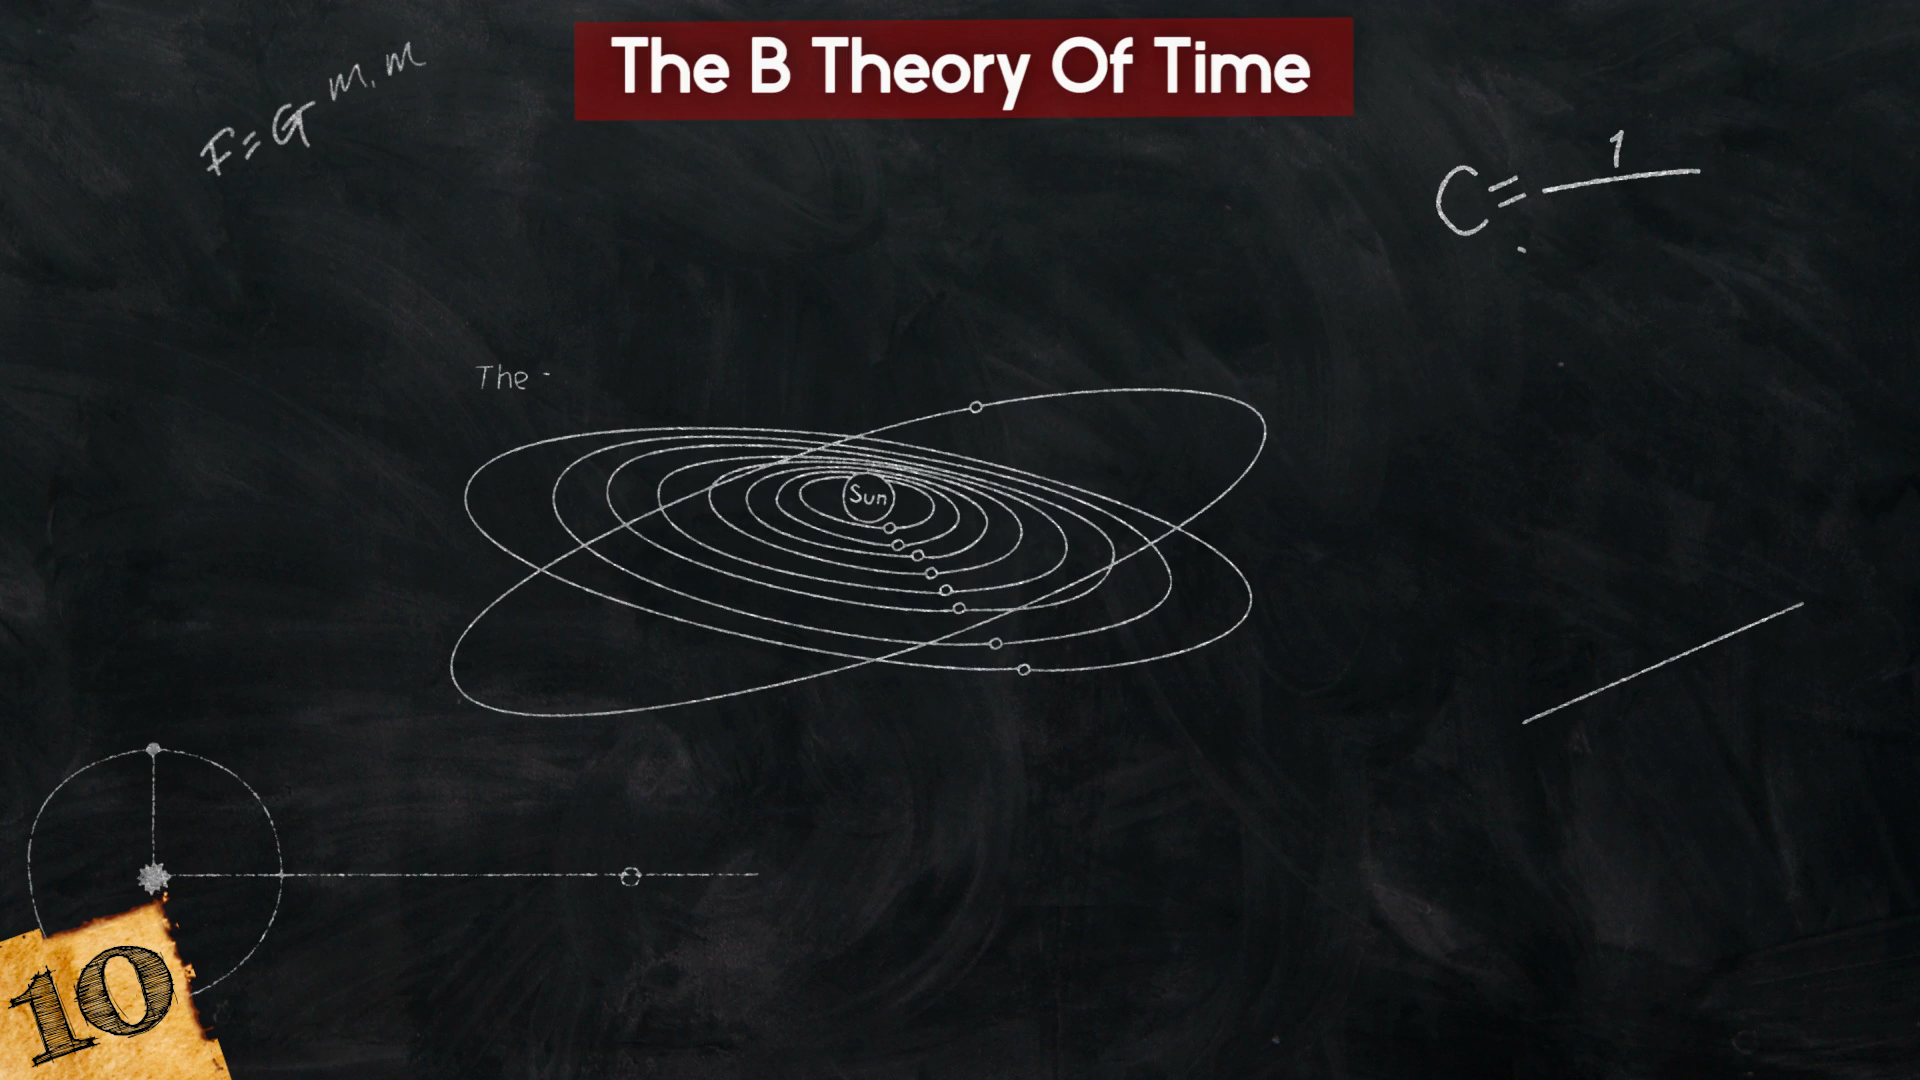 The B Theory Of Time
F=G m, m
C= 1
The -
Sun
10